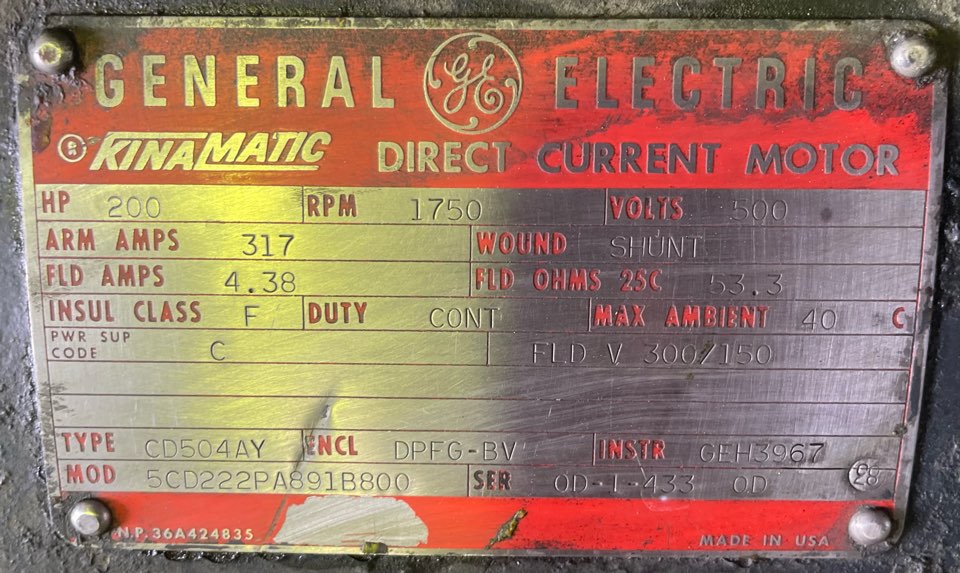 GENERAL GE ELECTRIC
® KINAMATIC DIRECT CURRENT MOTOR
HP 200 RPM 1750 VOLTS 500
ARM AMPS 317 WOUND SHUNT
FLD AMPS 4.38 FLD OHMS 25C 53.3
INSUL CLASS F DUTY CONT MAX AMBIENT 40 C
PWR SUP CODE C FLD V 300/150
TYPE CD504AY ENCL DPFG-BV INSTR GEH3967
MOD 5CD222PA891B800 SER OD-1-433 OD
N.P. 36A424835 MADE IN USA